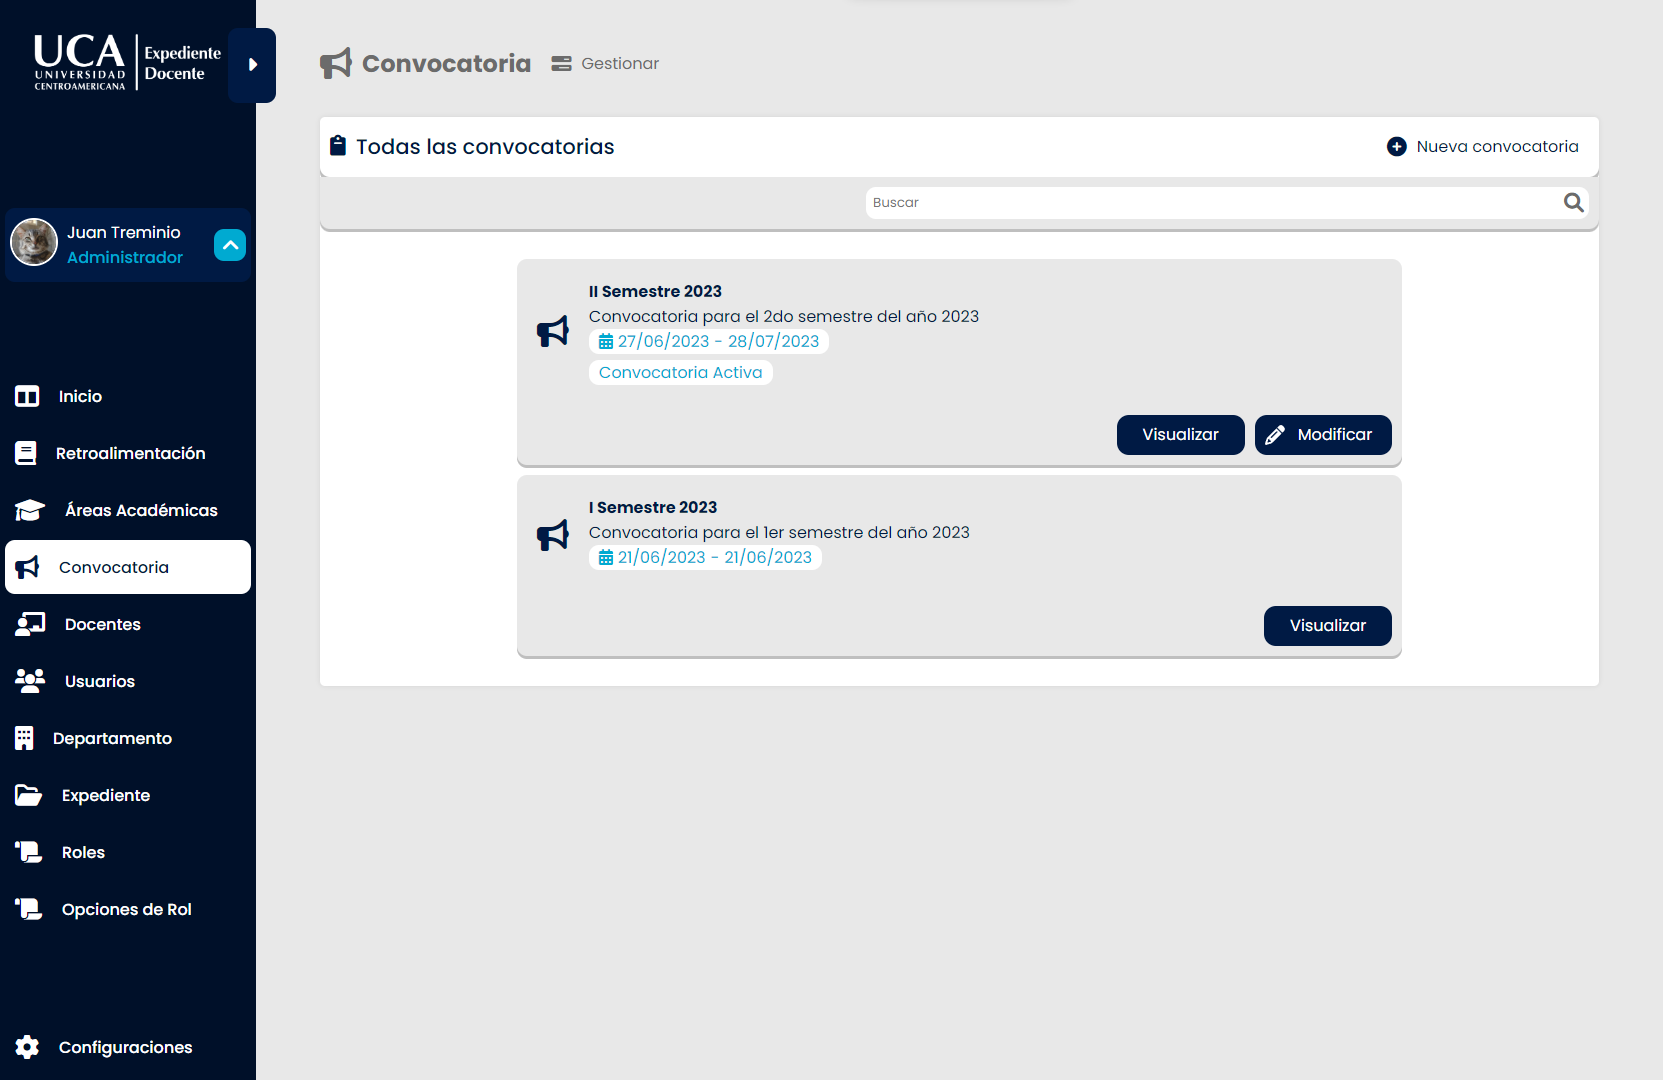 UCA
UNIVERSIDAD
CENTROAMERICANA
Expediente
Docente
Juan Treminio
Administrador
Inicio
Retroalimentación
Áreas Académicas
Convocatoria
Docentes
Usuarios
Departamento
Expediente
Roles
Opciones de Rol
Configuraciones
Convocatoria
Gestionar
Todas las convocatorias
Nueva convocatoria
Buscar
II Semestre 2023
Convocatoria para el 2do semestre del año 2023
27/06/2023 - 28/07/2023
Convocatoria Activa
Visualizar
Modificar
I Semestre 2023
Convocatoria para el 1er semestre del año 2023
21/06/2023 - 21/06/2023
Visualizar